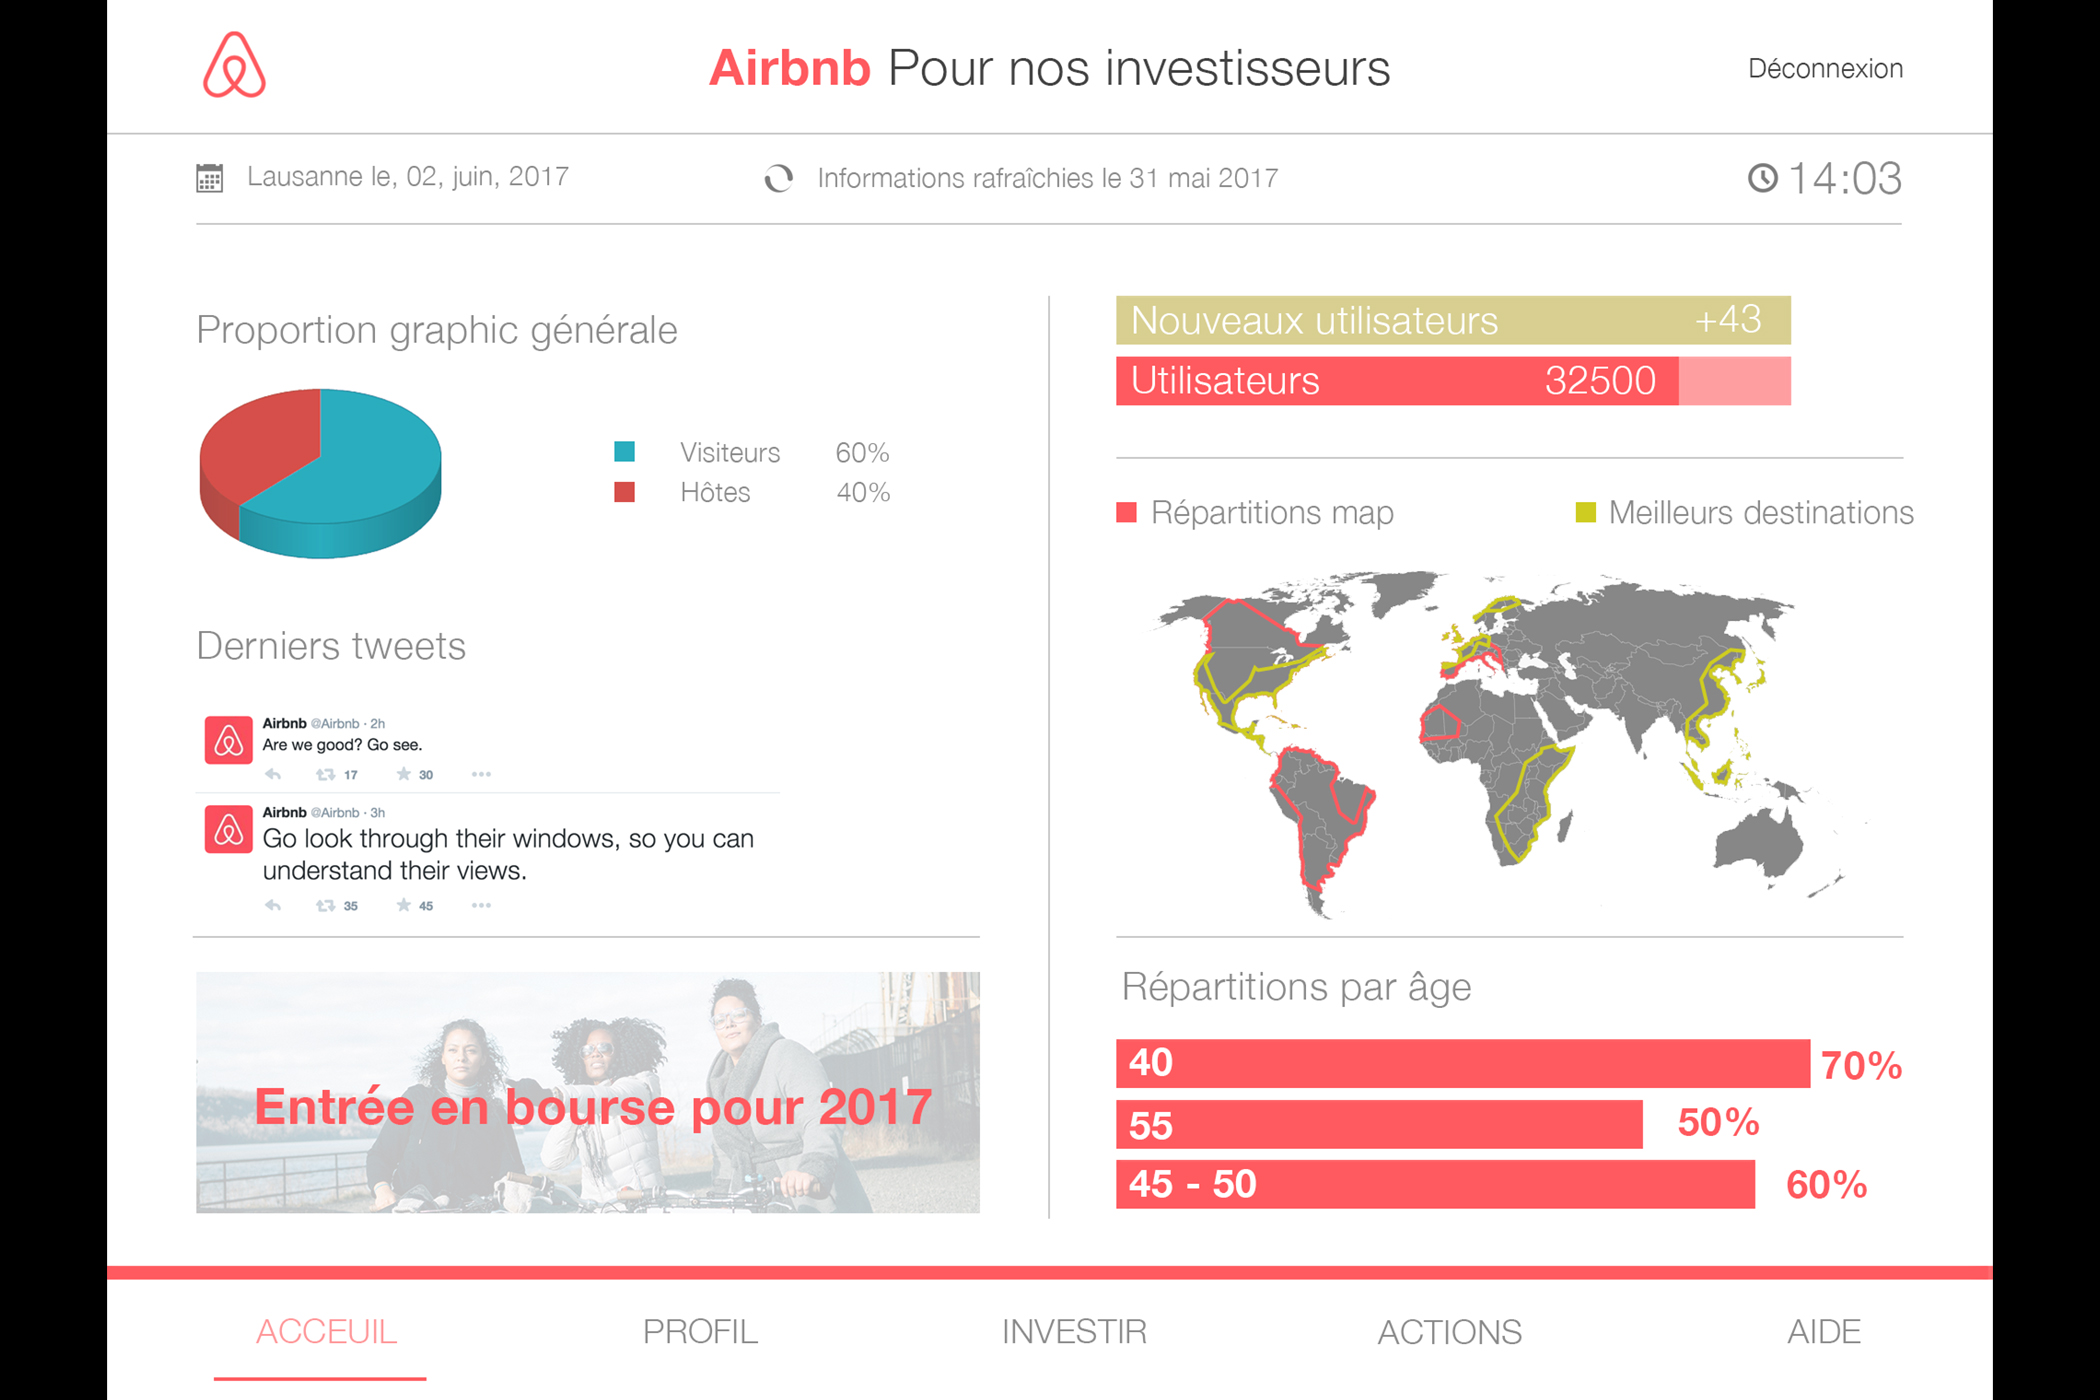 Airbnb Pour nos investisseurs
Déconnexion
Lausanne le, 02, juin, 2017
Informations rafraîchies le 31 mai 2017
14:03
Proportion graphic générale
Visiteurs 60%
Hôtes 40%
Derniers tweets
Airbnb @Airbnb · 2h
Are we good? Go see.
17 30
Airbnb @Airbnb · 3h
Go look through their windows, so you can
understand their views.
35 45
Entrée en bourse pour 2017
Nouveaux utilisateurs +43
Utilisateurs 32500
Répartitions map
Meilleurs destinations
Répartitions par âge
40 70%
55 50%
45 - 50 60%
ACCEUIL
PROFIL
INVESTIR
ACTIONS
AIDE